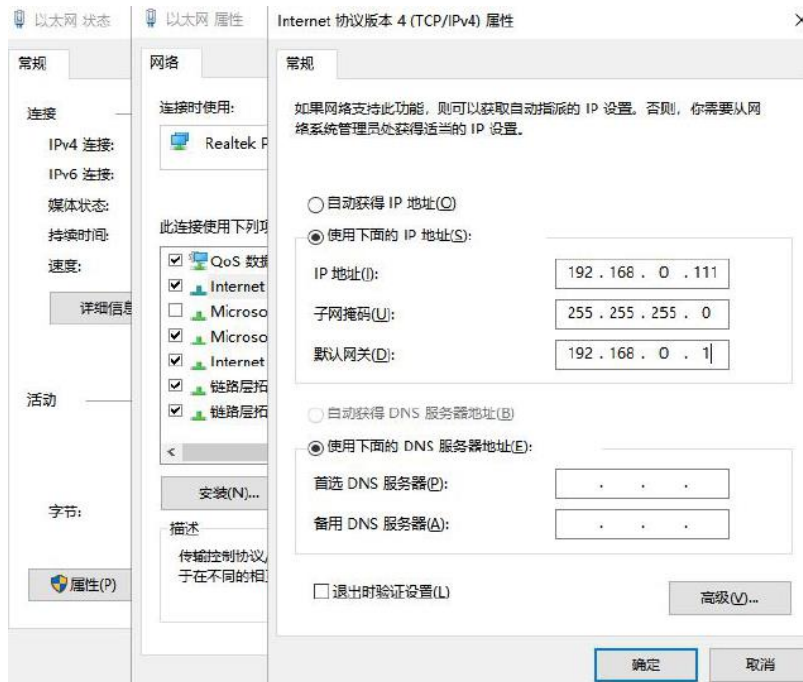 以太网 状态
常规
连接
IPv4 连接:
IPv6 连接:
媒体状态:
持续时间:
速度:
详细信息
活动
字节:
属性(P)
以太网 属性
网络
连接时使用:
Realtek P
此连接使用下列项
QoS 数据
Internet
Microso
Microso
Internet
链路层拓
链路层拓
安装(N)...
描述
传输控制协议/
于在不同的相互
Internet 协议版本 4 (TCP/IPv4) 属性
常规
如果网络支持此功能，则可以获取自动指派的 IP 设置。否则，你需要从网
络系统管理员处获得适当的 IP 设置。
自动获得 IP 地址(O)
使用下面的 IP 地址(S):
IP 地址(I): 192 . 168 . 0 . 111
子网掩码(U): 255 . 255 . 255 . 0
默认网关(D): 192 . 168 . 0 . 1
自动获得 DNS 服务器地址(B)
使用下面的 DNS 服务器地址(E):
首选 DNS 服务器(P): . . .
备用 DNS 服务器(A): . . .
退出时验证设置(L)
高级(V)...
确定
取消